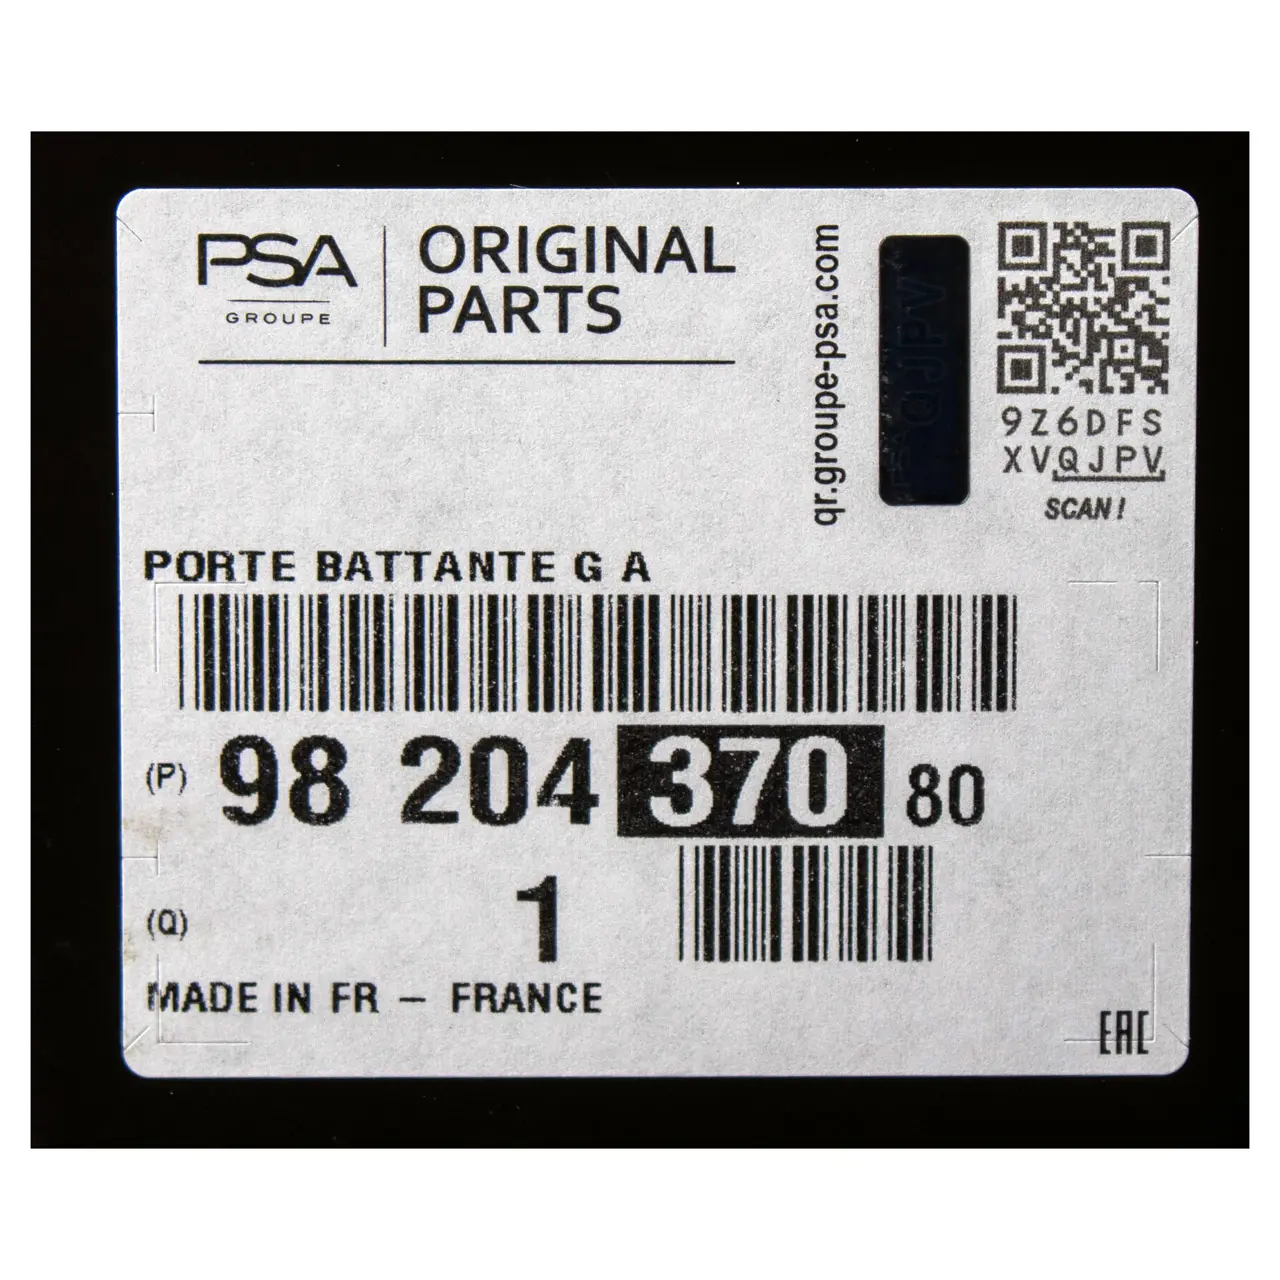 PSA
GROUPE
ORIGINAL
PARTS
qr.groupe-psa.com
QJPV
9Z6DFS
XVQJPV
SCAN !
PORTE BATTANTE G A
(P) 98 204 370 80
(Q) 1
MADE IN FR – FRANCE
EAC